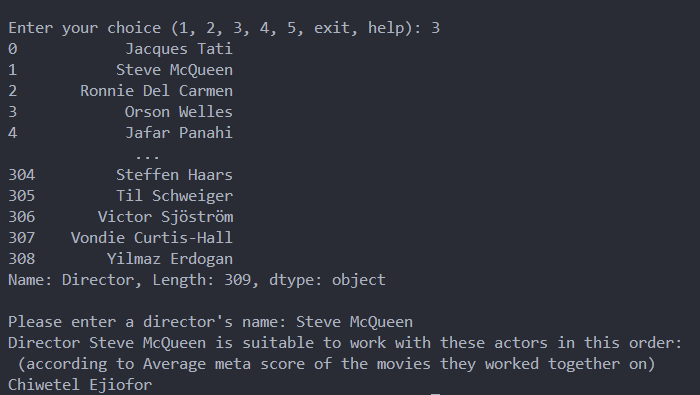 Enter your choice (1, 2, 3, 4, 5, exit, help): 3
0            Jacques Tati
1           Steve McQueen
2       Ronnie Del Carmen
3            Orson Welles
4            Jafar Panahi
              ...
304         Steffen Haars
305         Til Schweiger
306       Victor Sjöström
307    Vondie Curtis-Hall
308        Yilmaz Erdogan
Name: Director, Length: 309, dtype: object
Please enter a director's name: Steve McQueen
Director Steve McQueen is suitable to work with these actors in this order:
 (according to Average meta score of the movies they worked together on)
Chiwetel Ejiofor